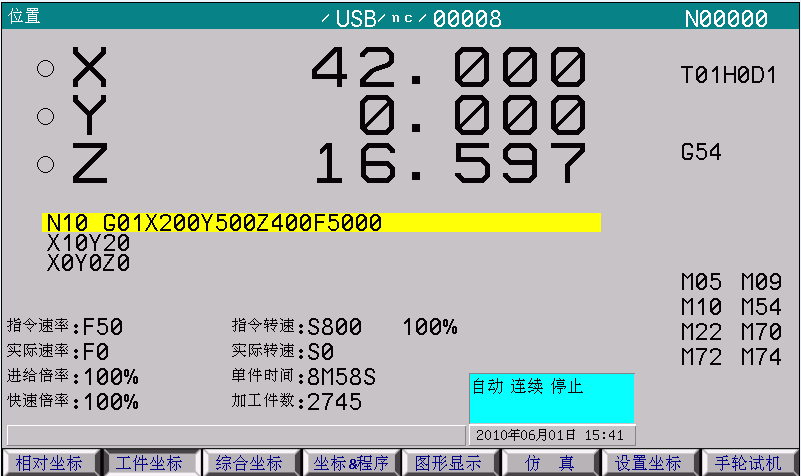 位置 /USB/nc/00008 N00000
X 42.000 T01H0D1
Y 0.000
Z 16.597 G54
N10 G01X200Y500Z400F5000
X10Y20
X0Y0Z0
M05 M09
M10 M54
M22 M70
M72 M74
指令速率:F50 指令转速:S800 100%
实际速率:F0 实际转速:S0
进给倍率:100% 单件时间:8M58S
快速倍率:100% 加工件数:2745
自动 连续 停止
2010年06月01日 15:41
相对坐标 工件坐标 综合坐标 坐标&程序 图形显示 仿 真 设置坐标 手轮试机